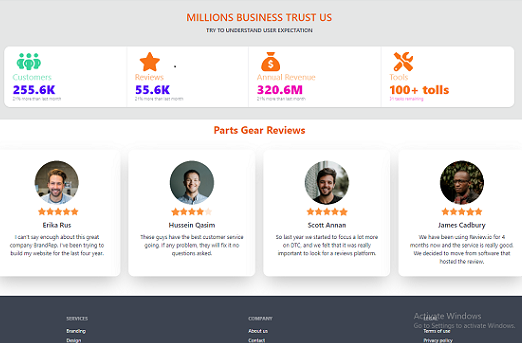 MILLIONS BUSINESS TRUST US
TRY TO UNDERSTAND USER EXPECTATION
Customers
255.6K
21% more than last month
Reviews
55.6K
21% more than last month
Annual Revenue
320.6M
21% more than last month
Tools
100+ tolls
51 tasks remaining
Parts Gear Reviews
Erika Rus
I can't say enough about this great
company BrandRep. I've been trying to
build my website for the last four year.
Hussein Qasim
These guys have the best customer service
going. If any problem, they will fix it no
questions asked.
Scott Annan
So last year we started to focus a lot more
on DTC, and we felt that it was really
important to look for a reviews platform.
James Cadbury
We have been using Review.io for 4
months now and the service is really good.
We decided to move from software that
hosted the review.
SERVICES
Branding
Design
COMPANY
About us
Contact
LEGAL
Terms of use
Privacy policy
Activate Windows
Go to Settings to activate Windows.